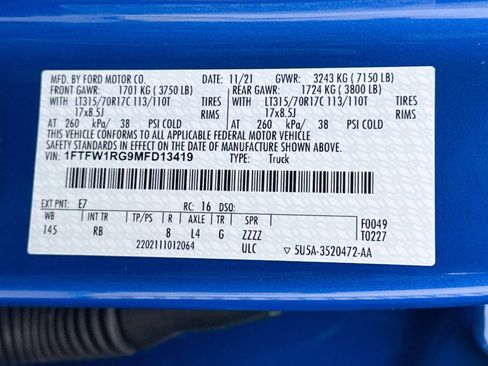 MFD. BY FORD MOTOR CO. 11/21 GVWR: 3243 KG ( 7150 LB)
FRONT GAWR: 1701 KG ( 3750 LB) REAR GAWR: 1724 KG ( 3800 LB)
WITH LT315/70R17C 113/110T TIRES WITH LT315/70R17C 113/110T TIRES
17x8.5J RIMS 17x8.5J RIMS
AT 260 kPa/ 38 PSI COLD AT 260 kPa/ 38 PSI COLD
THIS VEHICLE CONFORMS TO ALL APPLICABLE FEDERAL MOTOR VEHICLE
SAFETY STANDARDS IN EFFECT ON THE DATE OF MANUFACTURE SHOWN ABOVE.
VIN: 1FTFW1RG9MFD13419 TYPE: Truck
EXT PNT: E7 RC: 16 DSO:
WB INT TR TP/PS R AXLE TR SPR F0049
145 RB 8 L4 G ZZZZ T0227
2202111012064 ULC ▽ 5U5A-3520472-AA